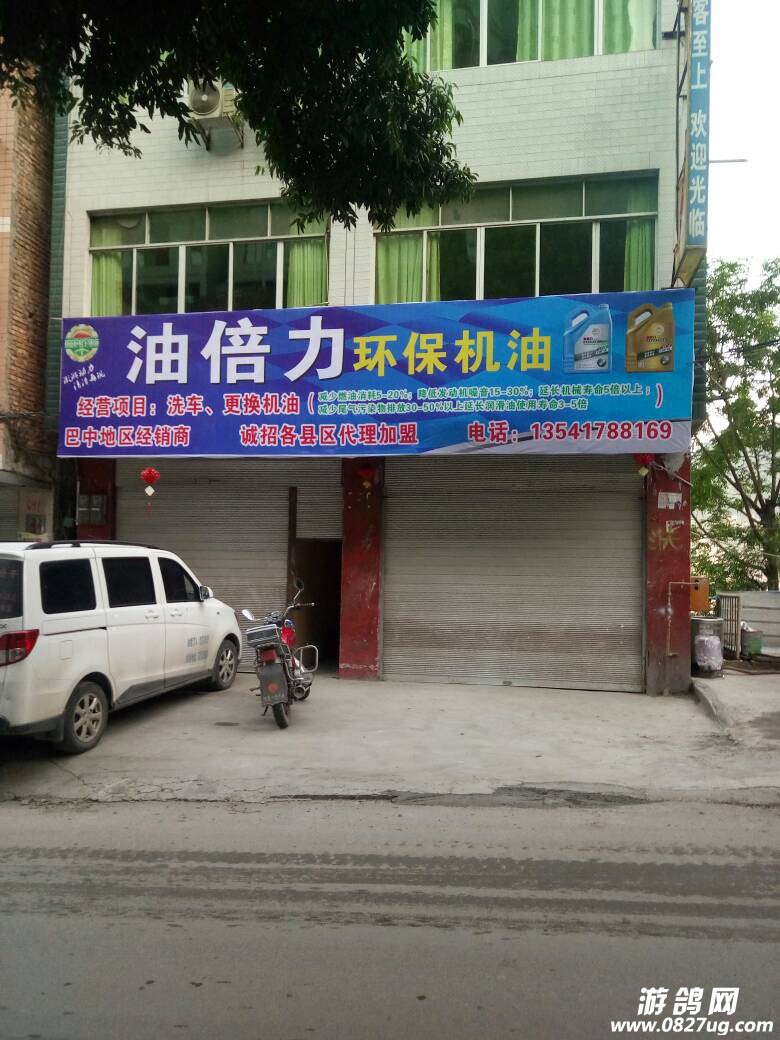 客至上 欢迎光临
油倍力 环保机油
经营项目：洗车、更换机油（减少燃油消耗5-20%；降低发动机噪音15-30%；延长机械寿命5倍以上；
减少尾气污染物排放30-50%以上延长润滑油使用寿命3-5倍）
巴中地区经销商 诚招各县区代理加盟 电话：13541788169
游鸽网
www.0827ug.com